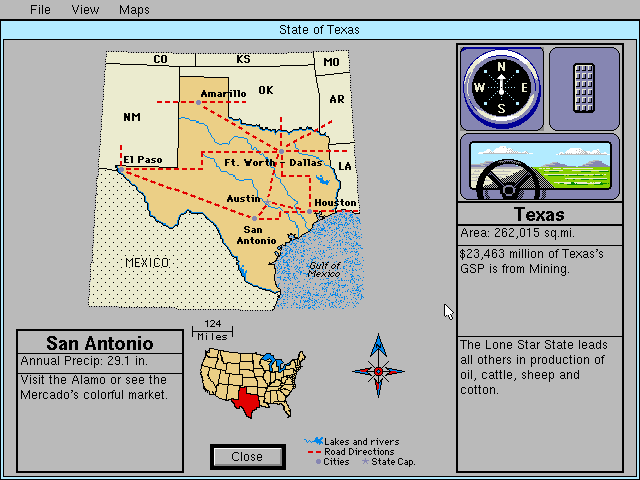 File View Maps
State of Texas
CO KS MO
NM OK AR
Amarillo
El Paso
Ft. Worth - Dallas
LA
Austin
Houston
San
Antonio
MEXICO
Gulf of
Mexico
N
W E
S
Texas
Area: 262,015 sq.mi.
$23,463 million of Texas's
GSP is from Mining.
The Lone Star State leads
all others in production of
oil, cattle, sheep and
cotton.
San Antonio
Annual Precip: 29.1 in.
Visit the Alamo or see the
Mercado's colorful market.
124
Miles
N
Close
Lakes and rivers
Road Directions
Cities State Cap.